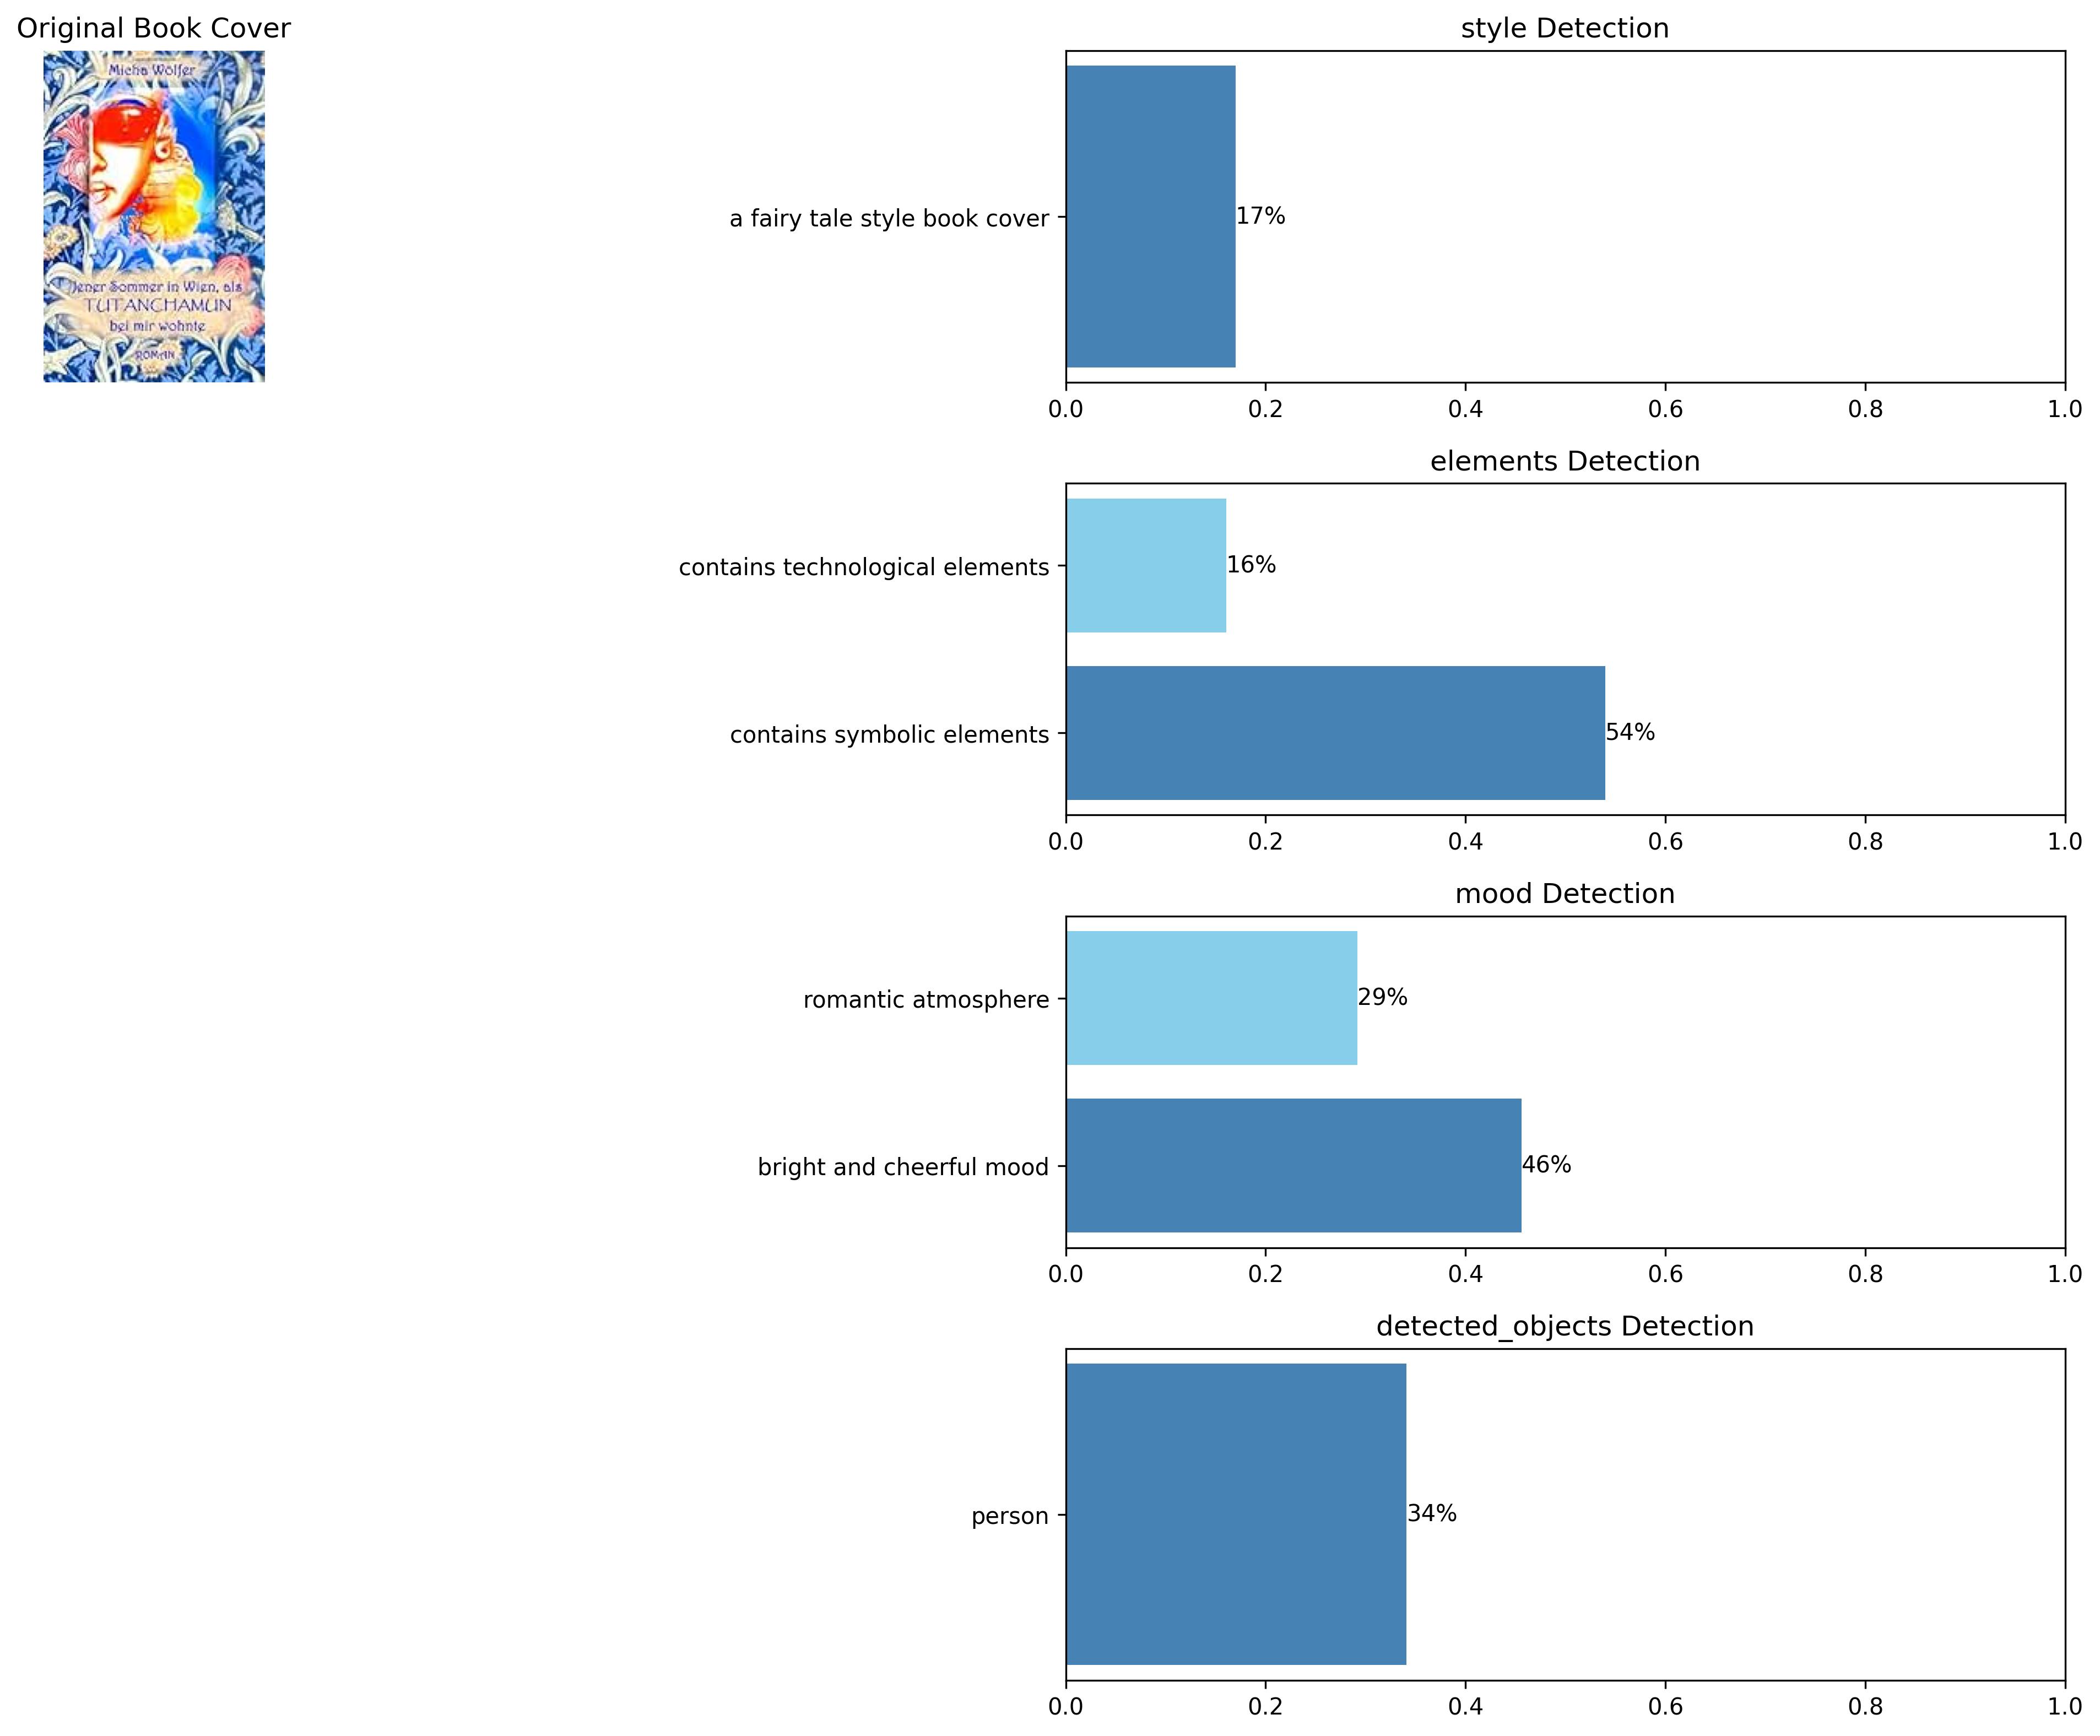 Original Book Cover
Micha Wolfer
Jener Sommer in Wien, als
TUTANCHAMUN
bei mir wohnte
ROMAN
style Detection
a fairy tale style book cover
17%
0.0 0.2 0.4 0.6 0.8 1.0
elements Detection
contains technological elements
16%
contains symbolic elements
54%
0.0 0.2 0.4 0.6 0.8 1.0
mood Detection
romantic atmosphere
29%
bright and cheerful mood
46%
0.0 0.2 0.4 0.6 0.8 1.0
detected_objects Detection
person
34%
0.0 0.2 0.4 0.6 0.8 1.0